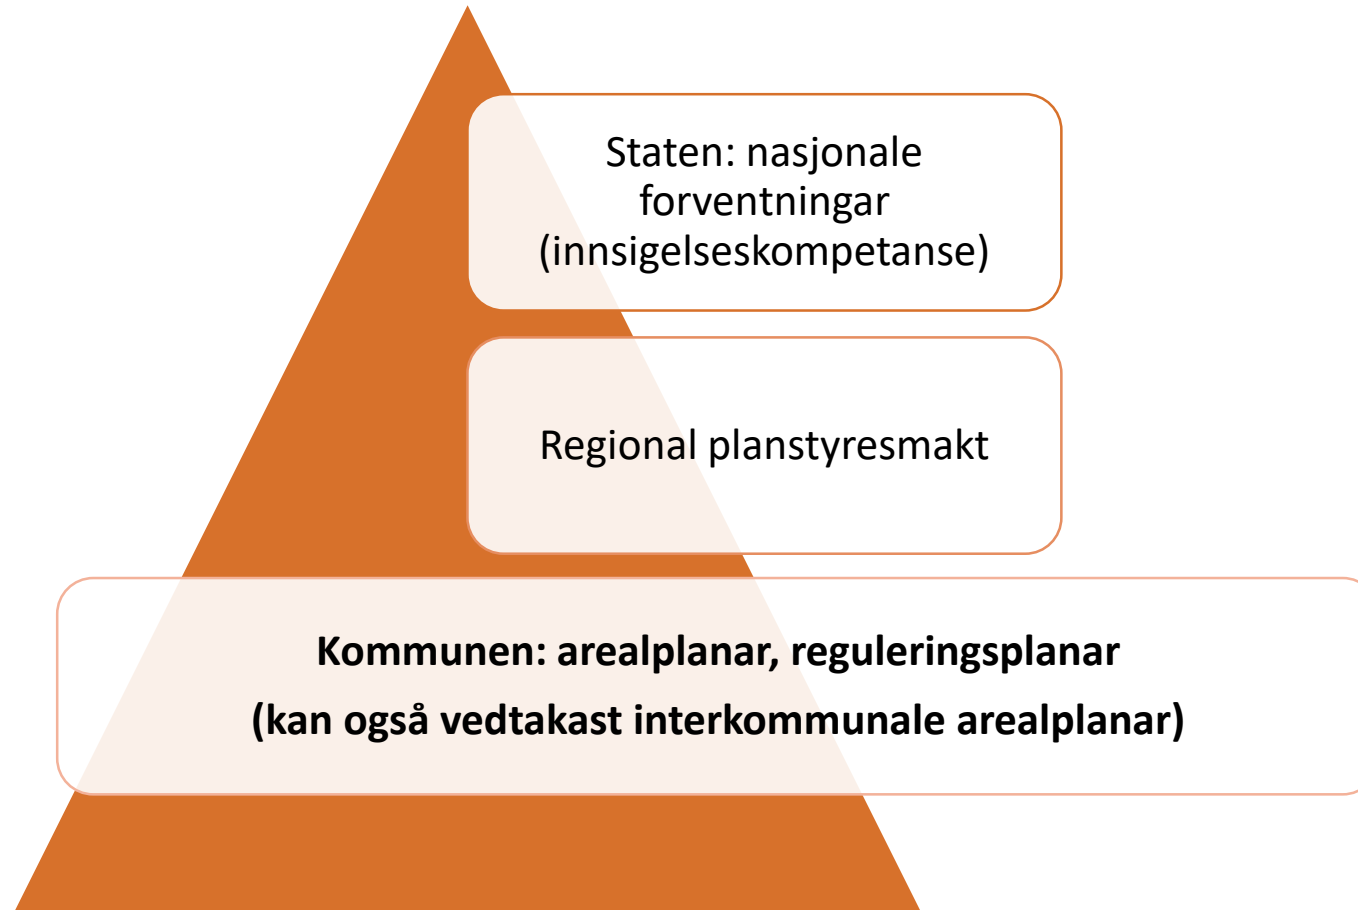 Staten: nasjonale
forventningar
(innsigelseskompetanse)
Regional planstyresmakt
Kommunen: arealplanar, reguleringsplanar
(kan også vedtakast interkommunale arealplanar)